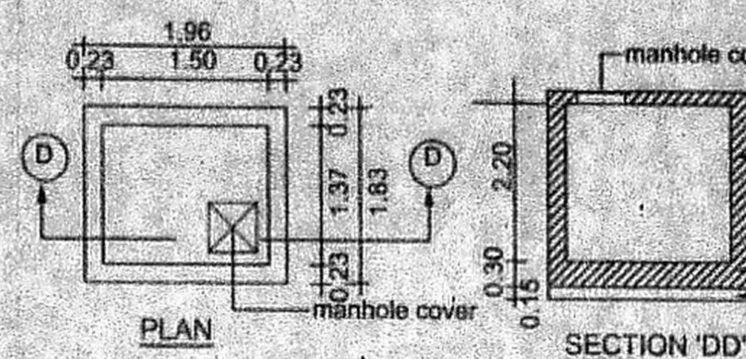 1.96
0.23 1.50 0.23
manhole co
D
0.23
1.37
1.83
0.23
D
2.20
0.30
0.15
manhole cover
PLAN
SECTION 'DD'